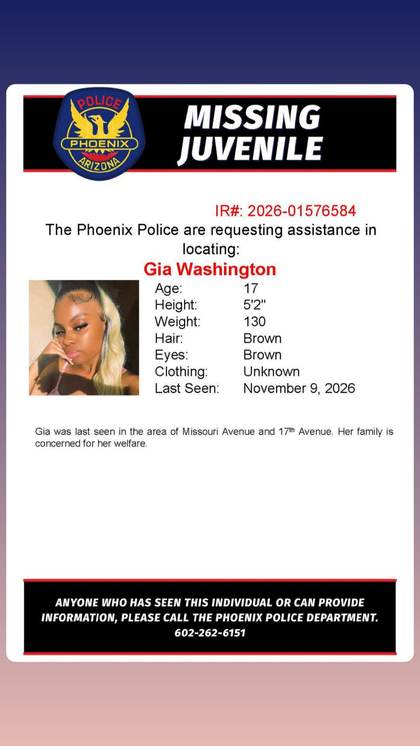 POLICE
PHOENIX
ARIZONA
MISSING
JUVENILE
IR#: 2026-01576584
The Phoenix Police are requesting assistance in
locating:
Gia Washington
Age: 17
Height: 5'2"
Weight: 130
Hair: Brown
Eyes: Brown
Clothing: Unknown
Last Seen: November 9, 2026
Gia was last seen in the area of Missouri Avenue and 17th Avenue. Her family is
concerned for her welfare.
ANYONE WHO HAS SEEN THIS INDIVIDUAL OR CAN PROVIDE
INFORMATION, PLEASE CALL THE PHOENIX POLICE DEPARTMENT.
602-262-6151